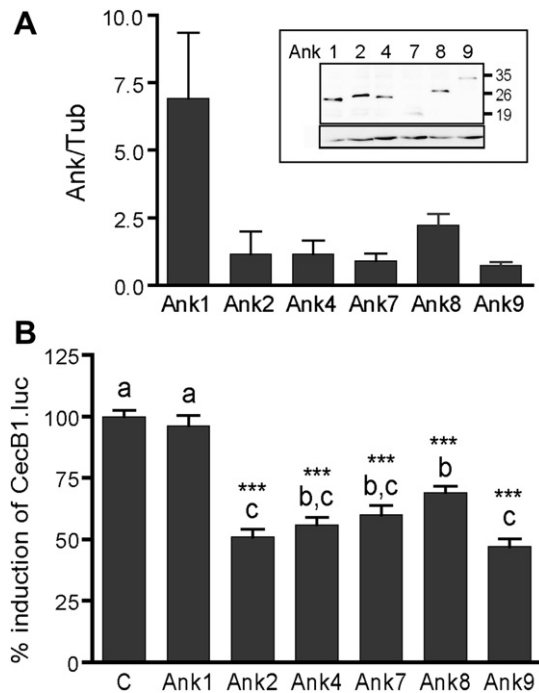 A
Ank/Tub
7.5
5.0
2.5
0.0
Ank 1 2 4 7 8 9
35
26
19
Ank1 Ank2 Ank4 Ank7 Ank8 Ank9
B
% induction of CecB1.luc
125
100
75
50
25
0
a a
*** *** *** *** ***
c b,c b,c b c
C Ank1 Ank2 Ank4 Ank7 Ank8 Ank9